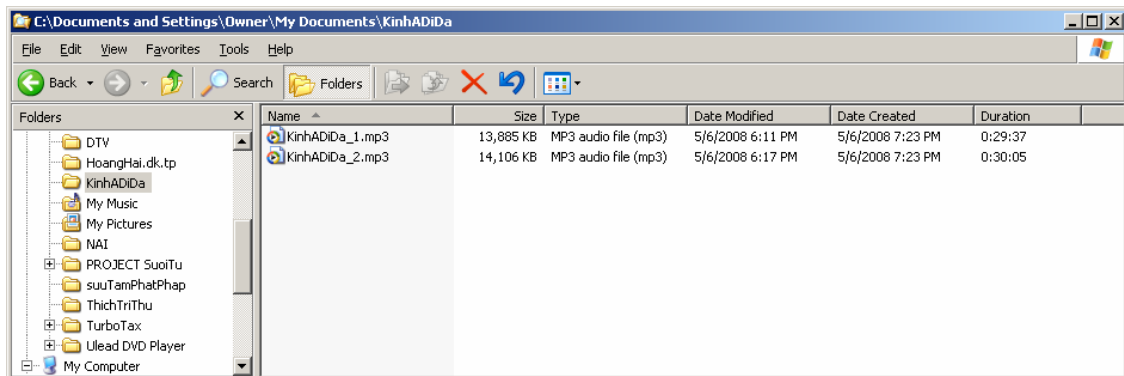 C:\Documents and Settings\Owner\My Documents\KinhADiDa
File Edit View Favorites Tools Help
Back Search Folders
Folders x Name Size Type Date Modified Date Created Duration
DTV
KinhADiDa_1.mp3 13,885 KB MP3 audio file (mp3) 5/6/2008 6:11 PM 5/6/2008 7:23 PM 0:29:37
HoangHai.dk.tp
KinhADiDa_2.mp3 14,106 KB MP3 audio file (mp3) 5/6/2008 6:17 PM 5/6/2008 7:23 PM 0:30:05
KinhADiDa
My Music
My Pictures
NAI
PROJECT SuoiTu
suuTamPhatPhap
ThichTriThu
TurboTax
Ulead DVD Player
My Computer